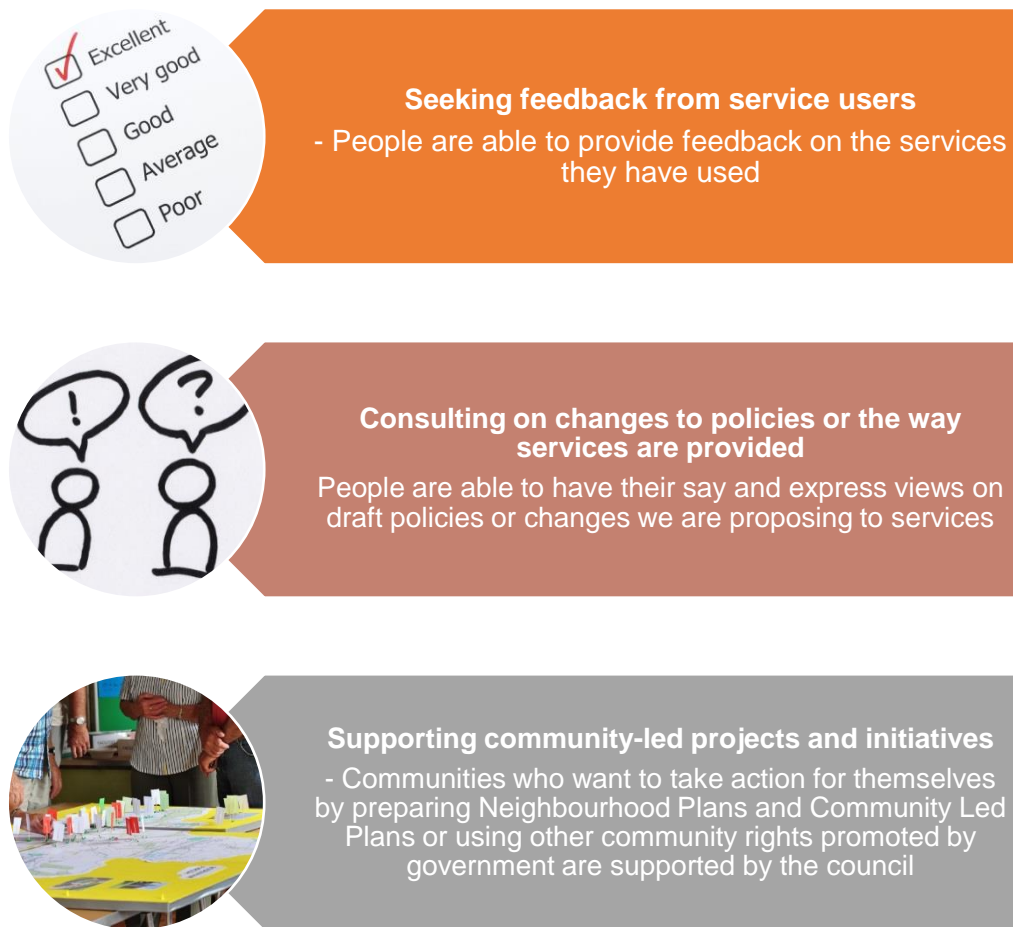 Excellent
Very good
Good
Average
Poor
Seeking feedback from service users
- People are able to provide feedback on the services
they have used
!
?
Consulting on changes to policies or the way
services are provided
People are able to have their say and express views on
draft policies or changes we are proposing to services
Supporting community-led projects and initiatives
- Communities who want to take action for themselves
by preparing Neighbourhood Plans and Community Led
Plans or using other community rights promoted by
government are supported by the council